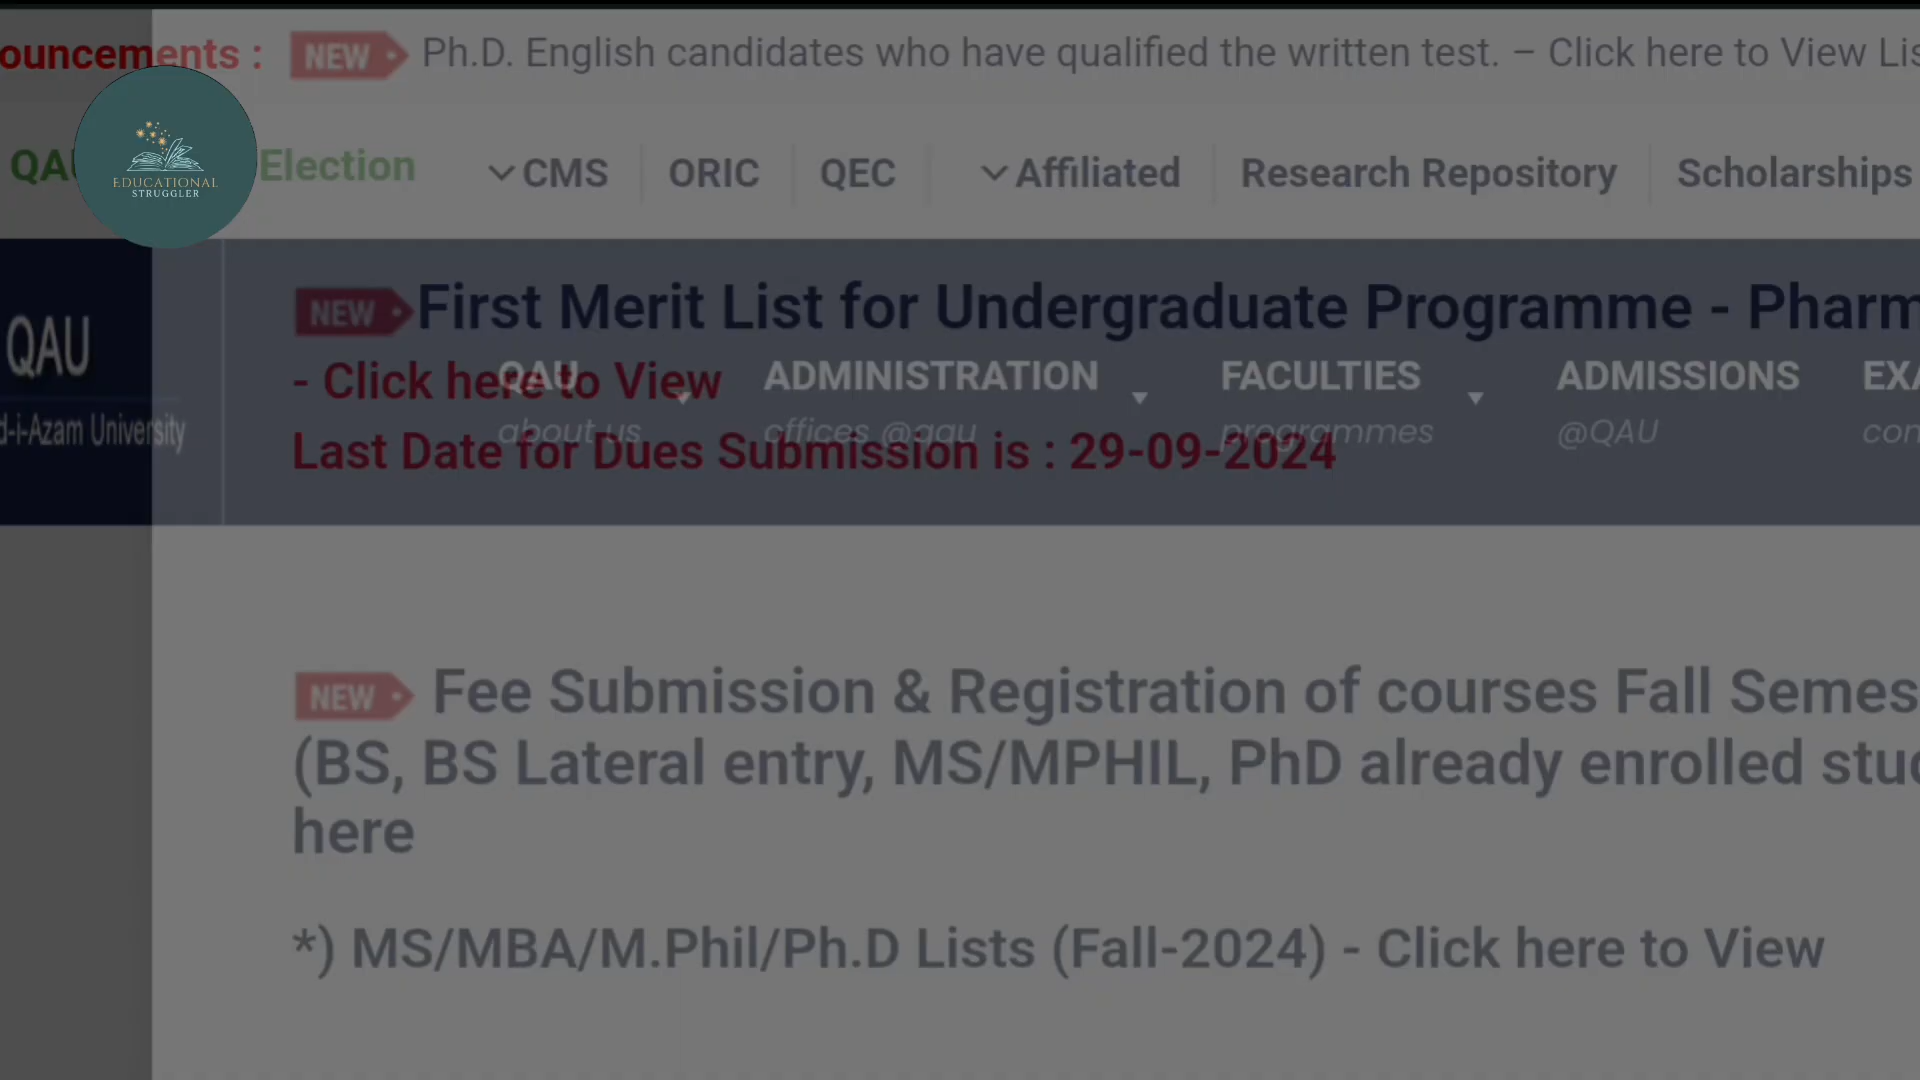 ouncements :
NEW Ph.D. English candidates who have qualified the written test. – Click here to View
EDUCATIONAL
STRUGGLER
Election
CMS
ORIC
QEC
Affiliated
Research Repository
Scholarships
QAU
d-i-Azam University
NEW First Merit List for Undergraduate Programme - Pharm
- Click here to View
Last Date for Dues Submission is : 29-09-2024
QAU
about us
ADMINISTRATION
offices @qau
FACULTIES
programmes
ADMISSIONS
@QAU
NEW Fee Submission & Registration of courses Fall Semes
(BS, BS Lateral entry, MS/MPHIL, PhD already enrolled stud
here
*) MS/MBA/M.Phil/Ph.D Lists (Fall-2024) - Click here to View